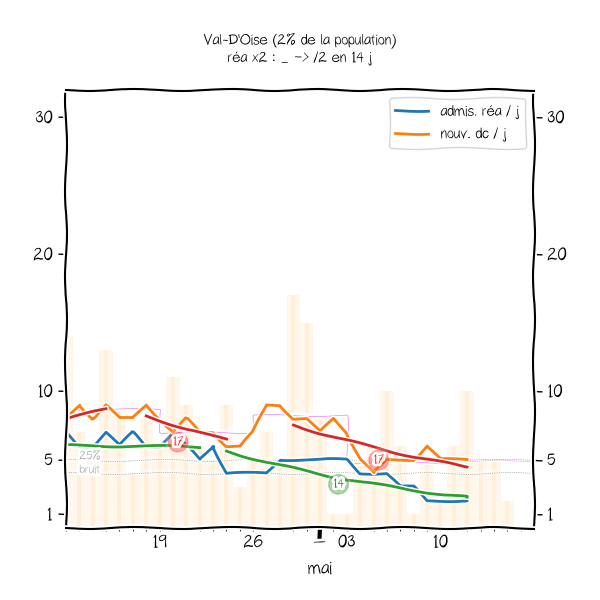 Val-D'Oise (2% de la population)
réa x2 : _ -> /2 en 14 j
admis. réa / j
nouv. dc / j
30 30
20 20
10 10
5 5
1 1
25%
bruit
17
14
17
19 26 1 03 10
mai